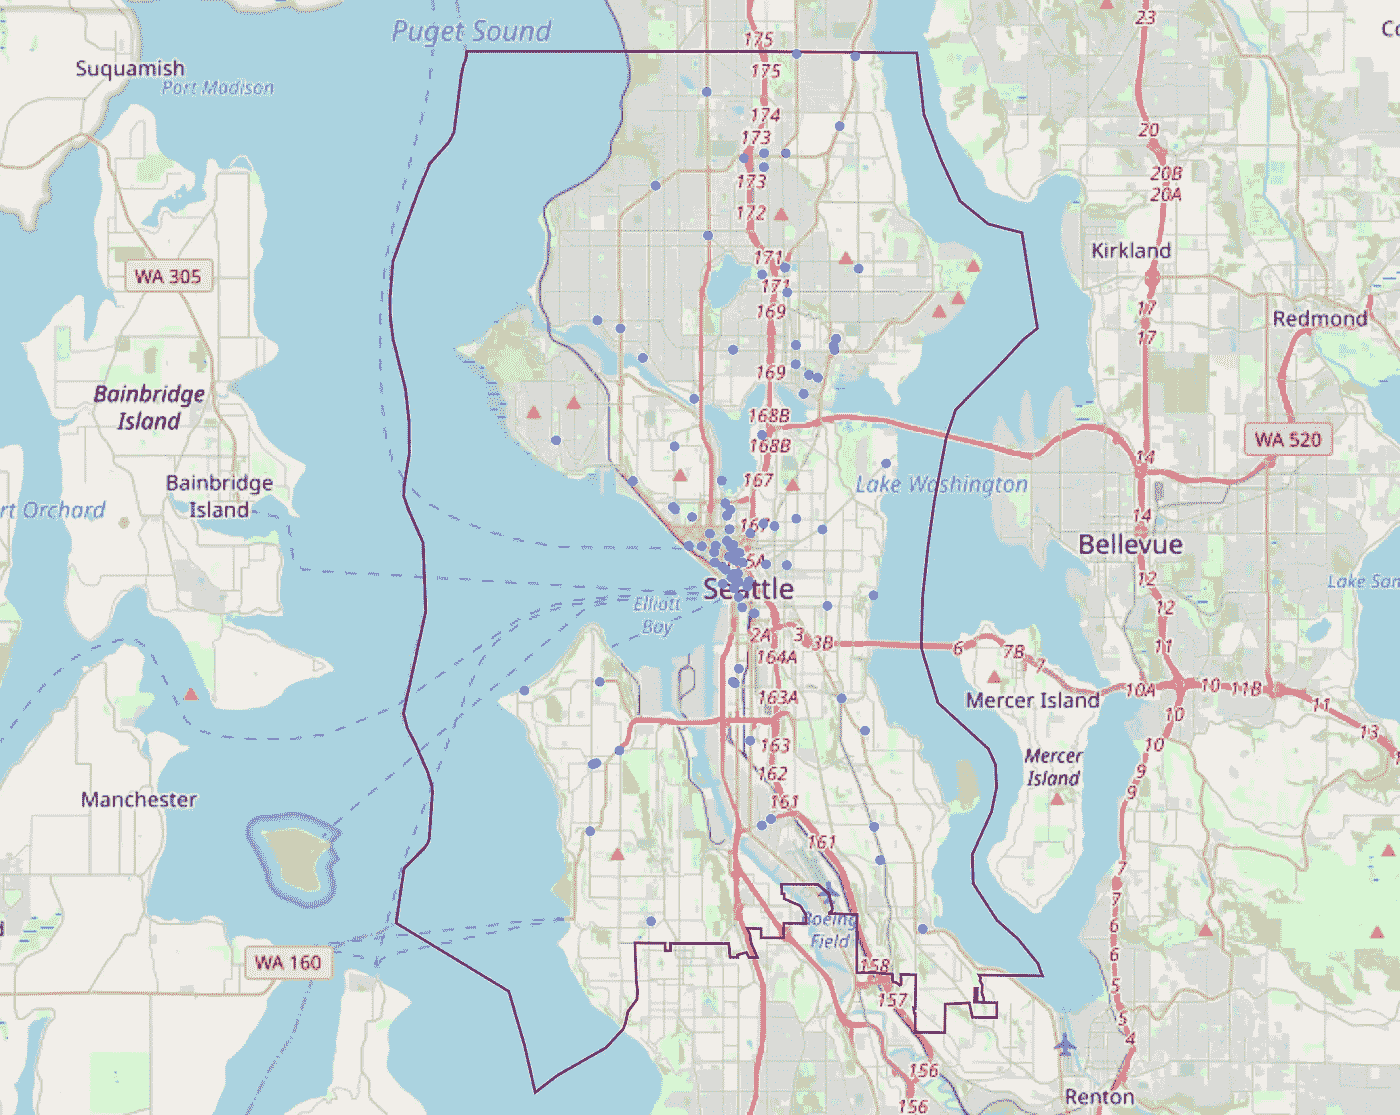 Puget Sound
175
23
Co
Suquamish
Port Madison
175
174
20
173
20B
20A
173
172
Kirkland
171
WA 305
171
17
169
Redmond
17
169
Bainbridge
Island
168B
168B
WA 520
14
167
Bainbridge
Island
Lake Washington
rt Orchard
14
Bellevue
5A
12
Lake Sam
Seattle
Elliott
Bay
12
2A
3
3B
6
7B
7
11
164A
10A
10
11B
163A
Mercer Island
11
10
13
163
10
Mercer
Island
162
9
9
Manchester
161
161
7
7
Boeing
Field
6
158
6
WA 160
157
5
5
4
156
Renton
156